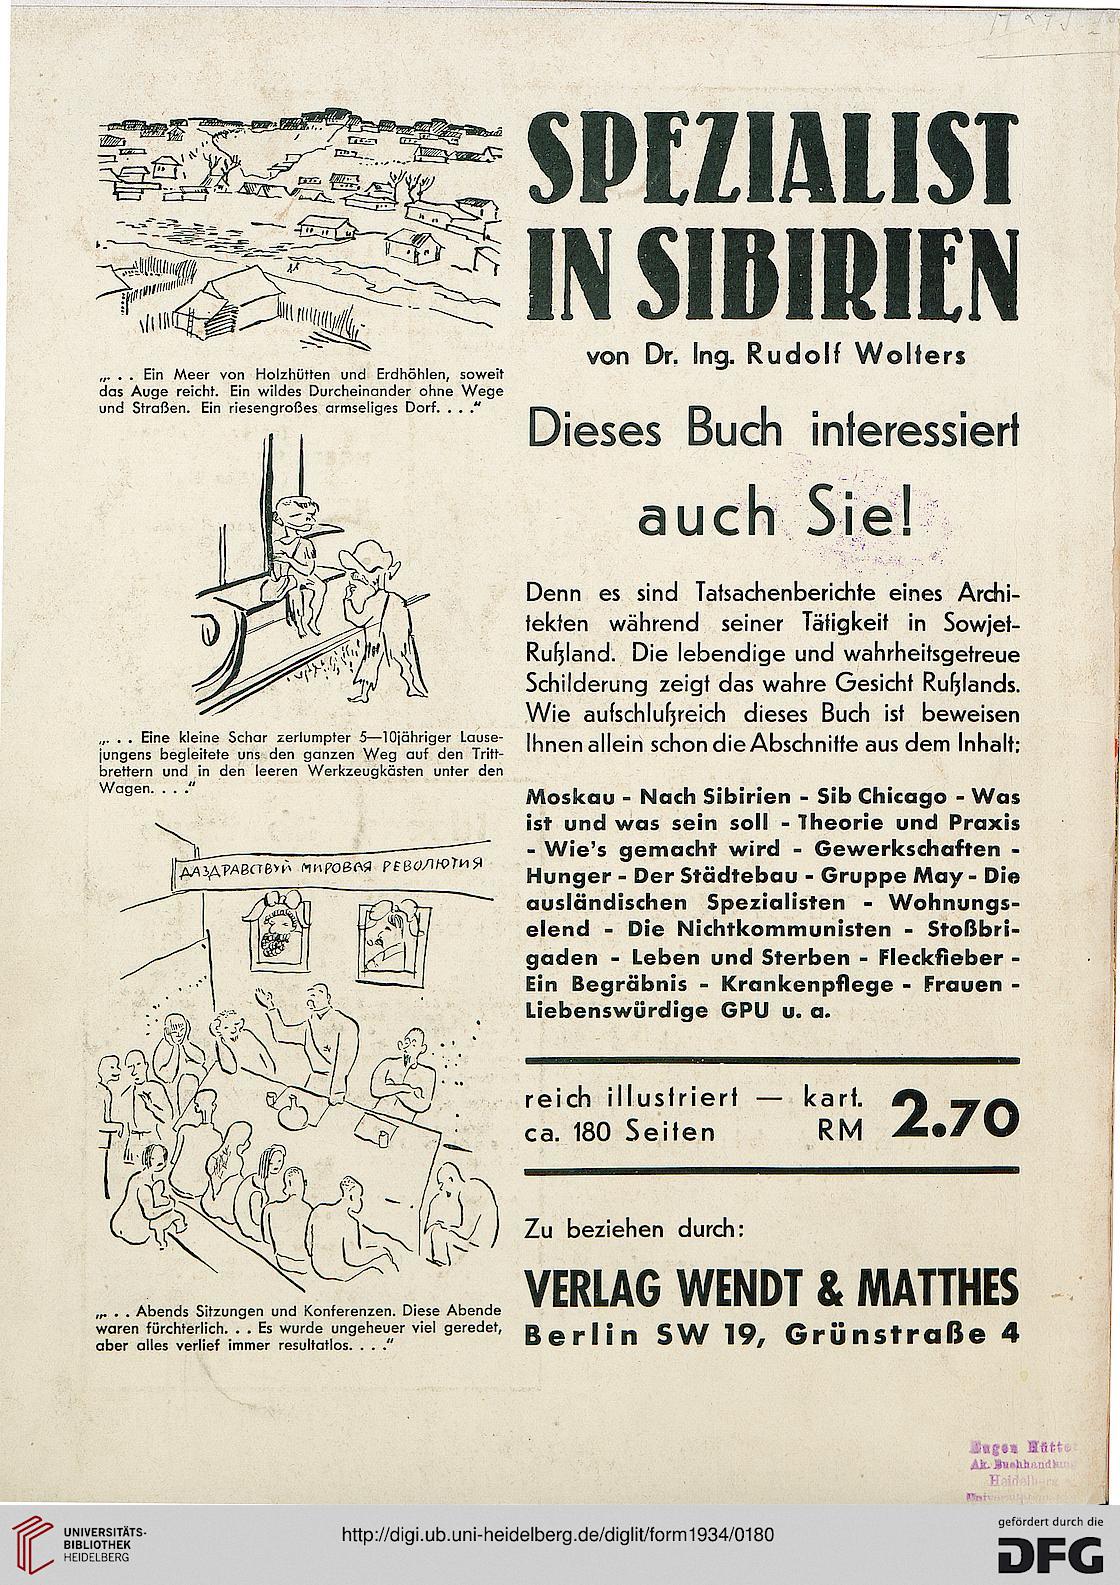 „. . . Ein Meer von Holzhütten und Erdhöhlen, soweit
das Auge reicht. Ein wildes Durcheinander ohne Wege
und Straßen. Ein riesengroßes armseliges Dorf. . . .“
„. . . Eine kleine Schar zerlumpter 5—10jähriger Lause-
jungens begleitete uns den ganzen Weg auf den Tritt-
brettern und in den leeren Werkzeugkästen unter den
Wagen. . . .“
ДАЗДРАВСТВУЙ МИРОВАЯ РЕВОЛЮТИЯ
„. . . Abends Sitzungen und Konferenzen. Diese Abende
waren fürchterlich. . . Es wurde ungeheuer viel geredet,
aber alles verlief immer resultatlos. . . .“
SPEZIALIST
IN SIBIRIEN
von Dr. Ing. Rudolf Wolters
Dieses Buch interessiert
auch Sie!
Denn es sind Tatsachenberichte eines Archi-
tekten während seiner Tätigkeit in Sowjet-
Rußland. Die lebendige und wahrheitsgetreue
Schilderung zeigt das wahre Gesicht Rußlands.
Wie aufschlußreich dieses Buch ist beweisen
Ihnen allein schon die Abschnitte aus dem Inhalt:
Moskau - Nach Sibirien - Sib Chicago - Was
ist und was sein soll - Theorie und Praxis
- Wie's gemacht wird - Gewerkschaften -
Hunger - Der Städtebau - Gruppe May - Die
ausländischen Spezialisten - Wohnungs-
elend - Die Nichtkommunisten - Stoßbri-
gaden - Leben und Sterben - Fleckfieber -
Ein Begräbnis - Krankenpflege - Frauen -
Liebenswürdige GPU u. a.
reich illustriert — kart.
ca. 180 Seiten RM 2.70
Zu beziehen durch:
VERLAG WENDT & MATTHES
Berlin SW 19, Grünstraße 4
Eugen
Ak. Buchhandlung
Heidelberg
UNIVERSITÄTS-
BIBLIOTHEK
HEIDELBERG
http://digi.ub.uni-heidelberg.de/diglit/form1934/0180
gefördert durch die
DFG